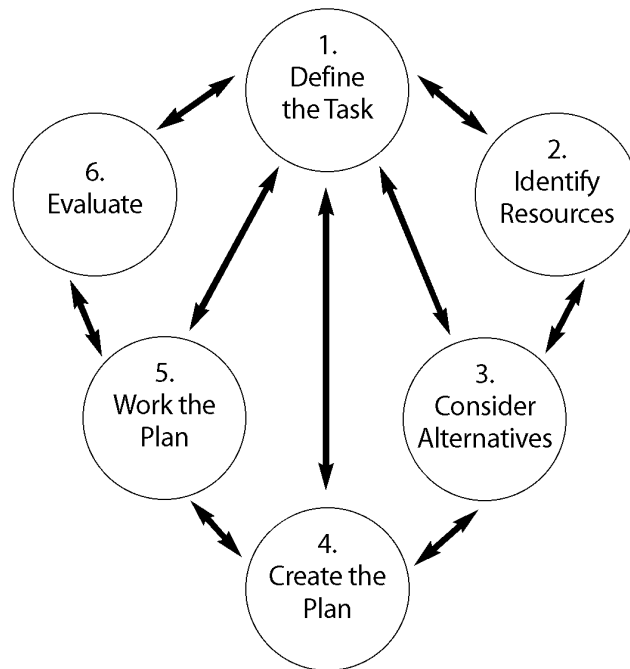 1.
Define
the Task
2.
Identify
Resources
3.
Consider
Alternatives
4.
Create the
Plan
5.
Work the
Plan
6.
Evaluate